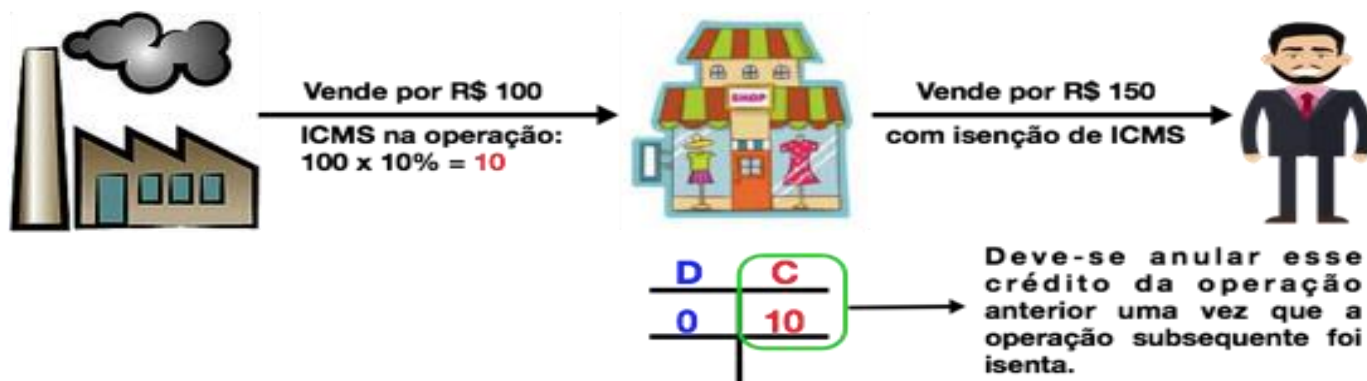 Vende por R$ 100
ICMS na operação:
100 x 10% = 10
SHOP
Vende por R$ 150
com isenção de ICMS
D C
0 10
Deve-se anular esse
crédito da operação
anterior uma vez que a
operação subsequente foi
isenta.